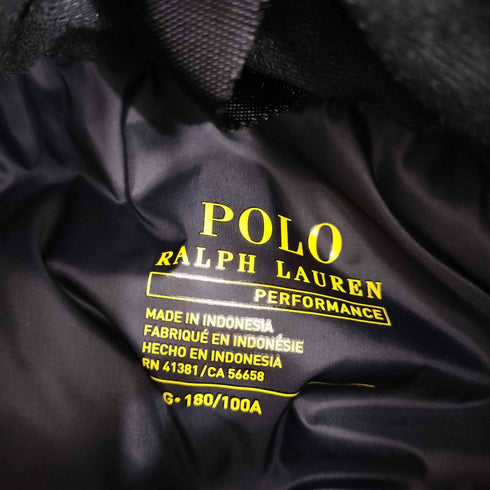 POLO
RALPH LAUREN
PERFORMANCE
MADE IN INDONESIA
FABRIQUÉ EN INDONÉSIE
HECHO EN INDONESIA
RN 41381/CA 56658
G• 180/100A